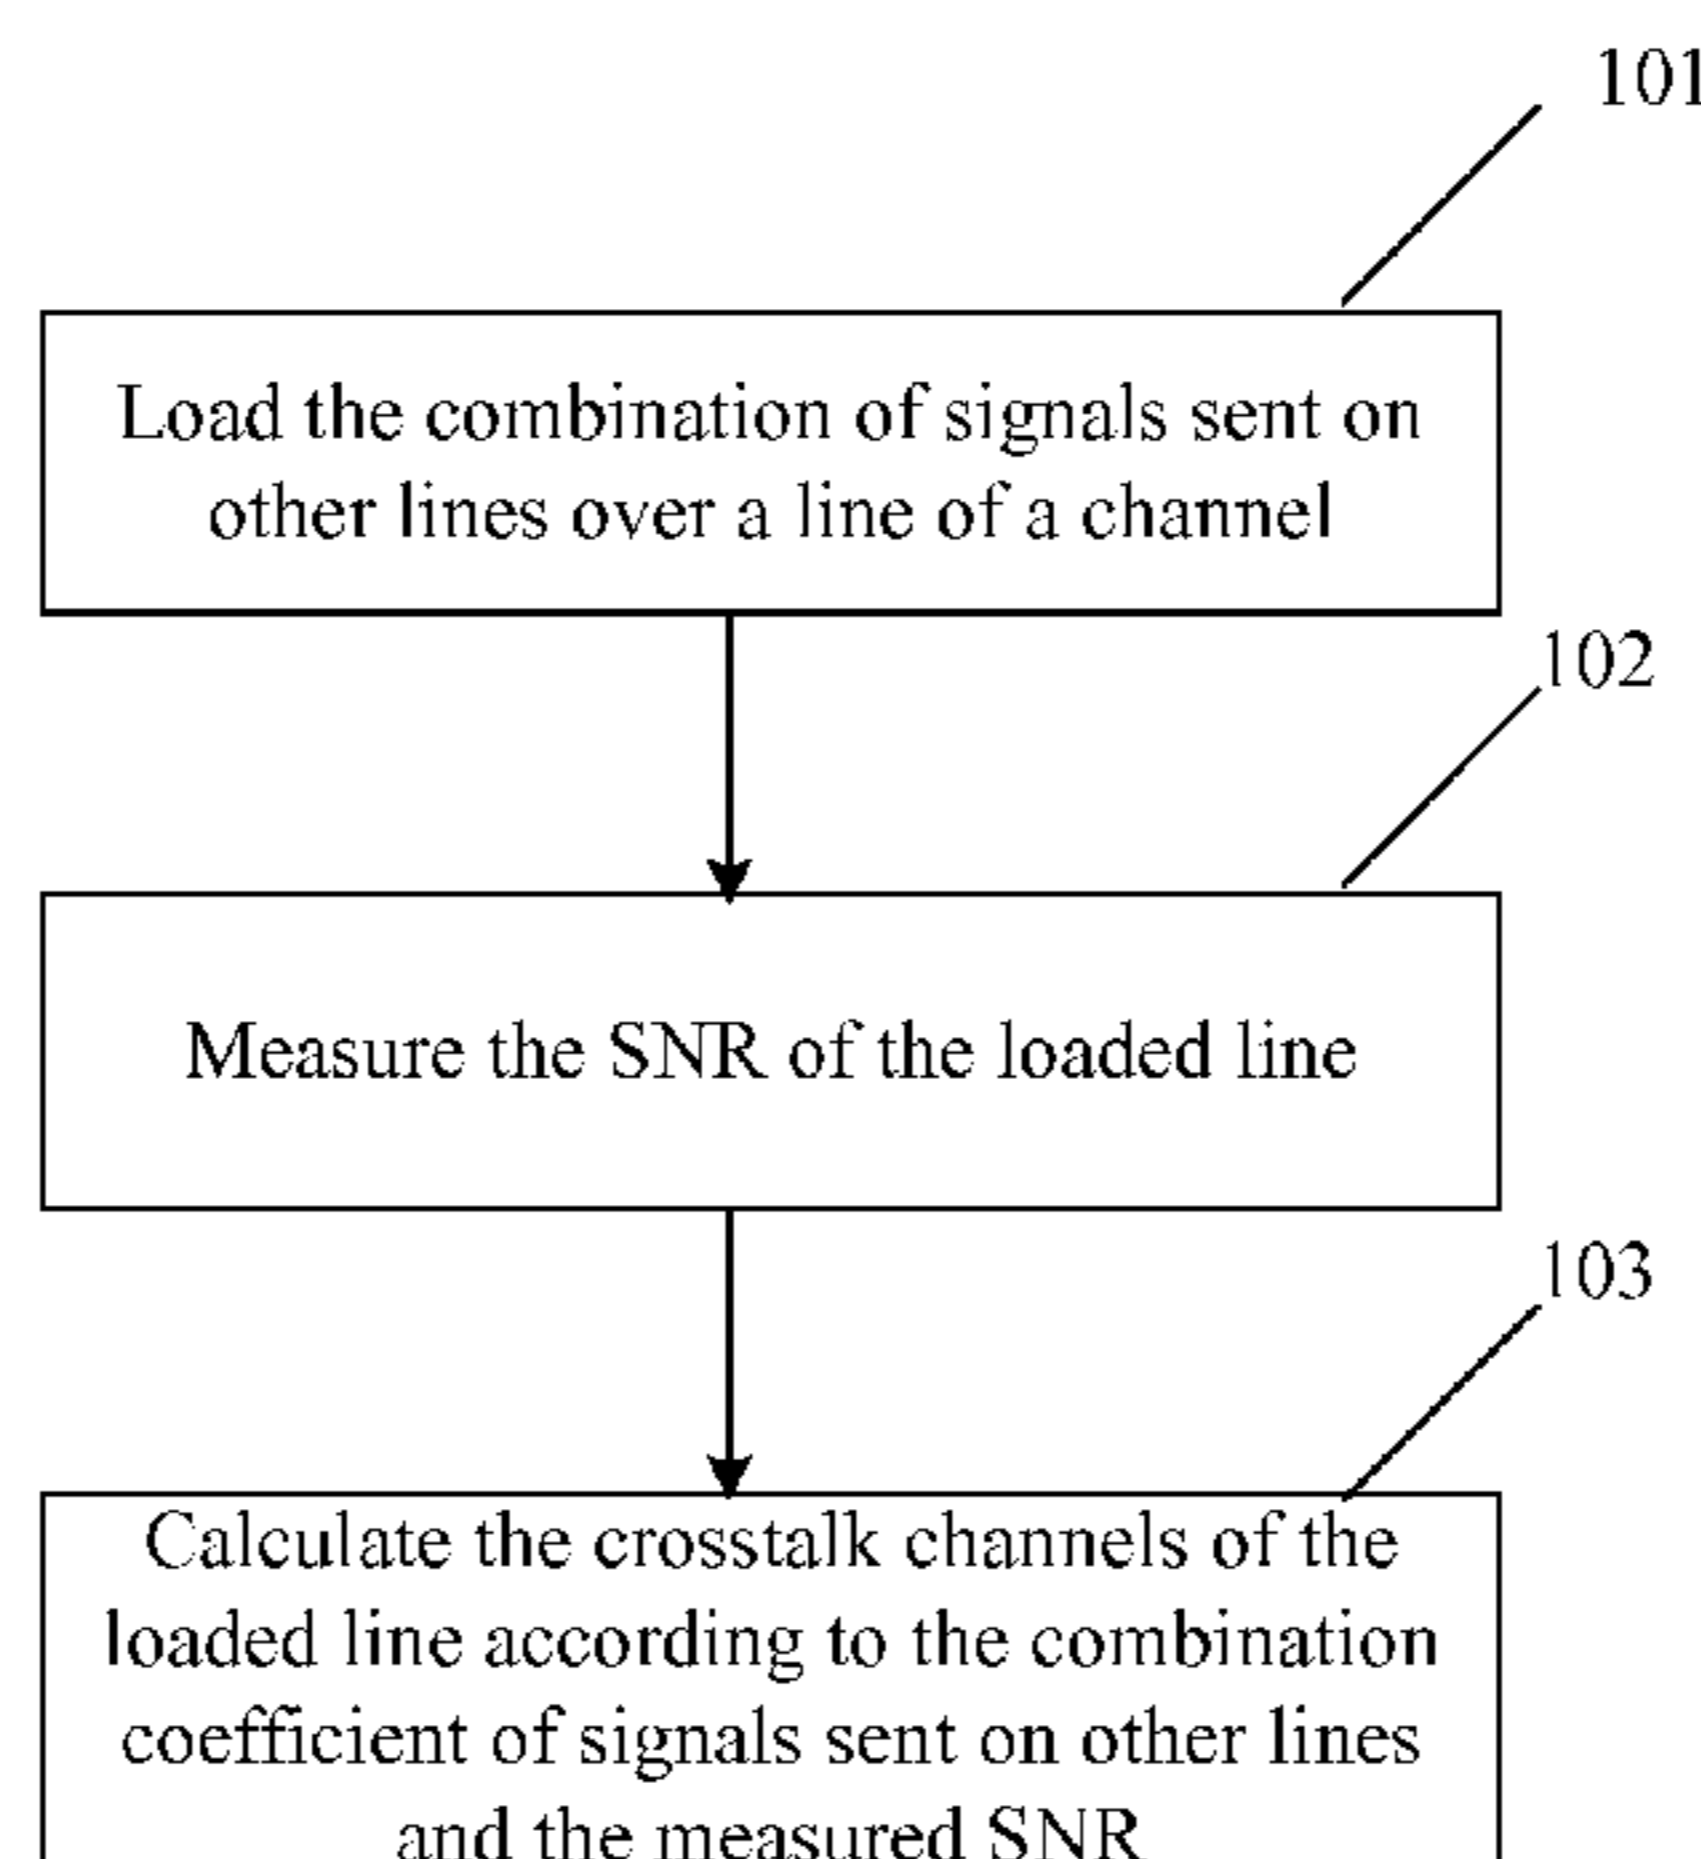 101
Load the combination of signals sent on
other lines over a line of a channel
102
Measure the SNR of the loaded line
103
Calculate the crosstalk channels of the
loaded line according to the combination
coefficient of signals sent on other lines
and the measured SNR